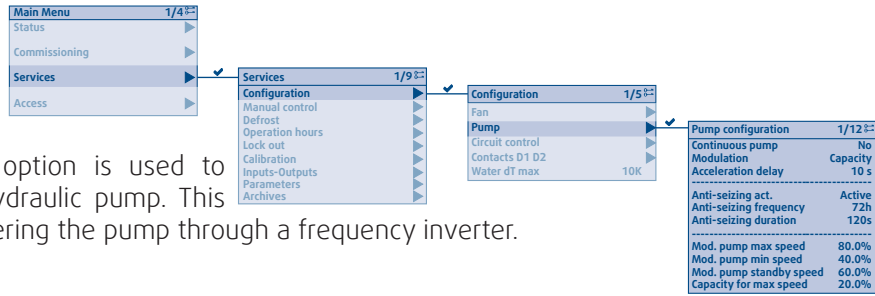 Main Menu 1/4
Status
Commissioning
Services
Access
Services 1/9
Configuration
Manual control
Defrost
Operation hours
Lock out
Calibration
Inputs-Outputs
Parameters
Archives
Configuration 1/5
Fan
Pump
Circuit control
Contacts D1 D2
Water dT max 10K
Pump configuration 1/12
Continuous pump No
Modulation Capacity
Acceleration delay 10 s
Anti-seizing act. Active
Anti-seizing frequency 72h
Anti-seizing duration 120s
Mod. pump max speed 80.0%
Mod. pump min speed 40.0%
Mod. pump standby speed 60.0%
Capacity for max speed 20.0%
option is used to
ydraulic pump. This
ering the pump through a frequency inverter.